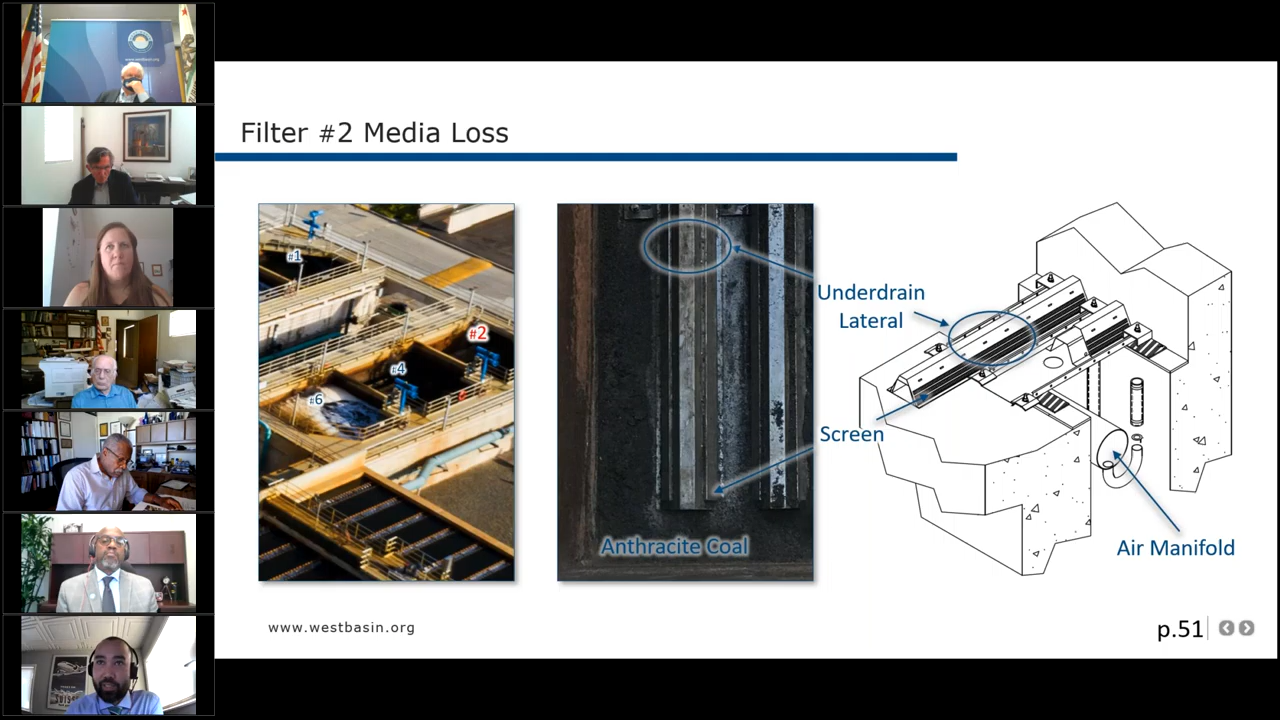 Filter #2 Media Loss
#1
#2
#4
#6
Anthracite Coal
Underdrain
Lateral
Screen
Air Manifold
www.westbasin.org
p.51